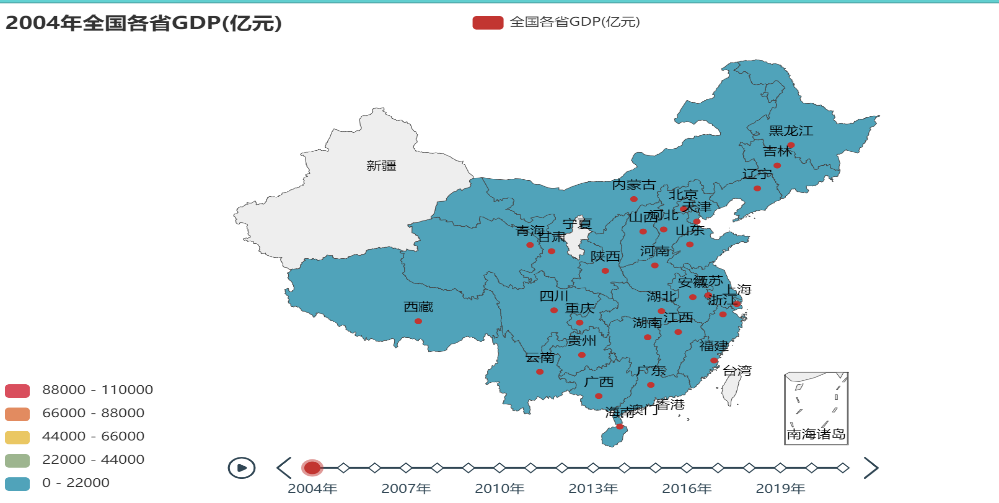 2004年全国各省GDP(亿元)
全国各省GDP(亿元)
黑龙江
吉林
新疆
辽宁
内蒙古
北京
天津
山西
河北
宁夏
青海
甘肃
山东
河南
陕西
安徽
江苏
上海
四川
湖北
浙江
西藏
重庆
湖南
江西
贵州
福建
云南
广东
台湾
广西
海南
澳门
香港
南海诸岛
88000 - 110000
66000 - 88000
44000 - 66000
22000 - 44000
0 - 22000
2004年
2007年
2010年
2013年
2016年
2019年